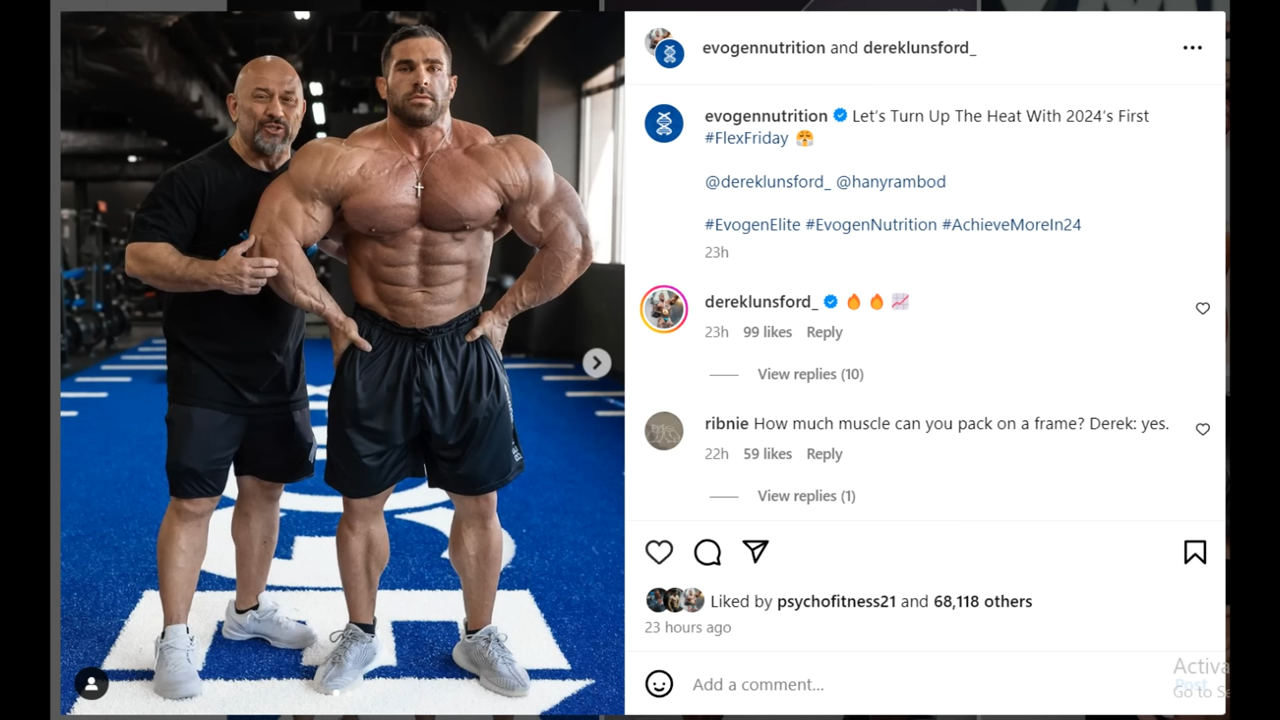 evogennutrition and dereklunsford_
evogennutrition Let's Turn Up The Heat With 2024's First
#FlexFriday 😤
@dereklunsford_ @hanyrambod
#EvogenElite #EvogenNutrition #AchieveMoreIn24
23h
dereklunsford_ 🔥 🔥 📈
23h 99 likes Reply
View replies (10)
ribnie How much muscle can you pack on a frame? Derek: yes.
22h 59 likes Reply
View replies (1)
Liked by psychofitness21 and 68,118 others
23 hours ago
Add a comment...
Post
Activa
Go to S